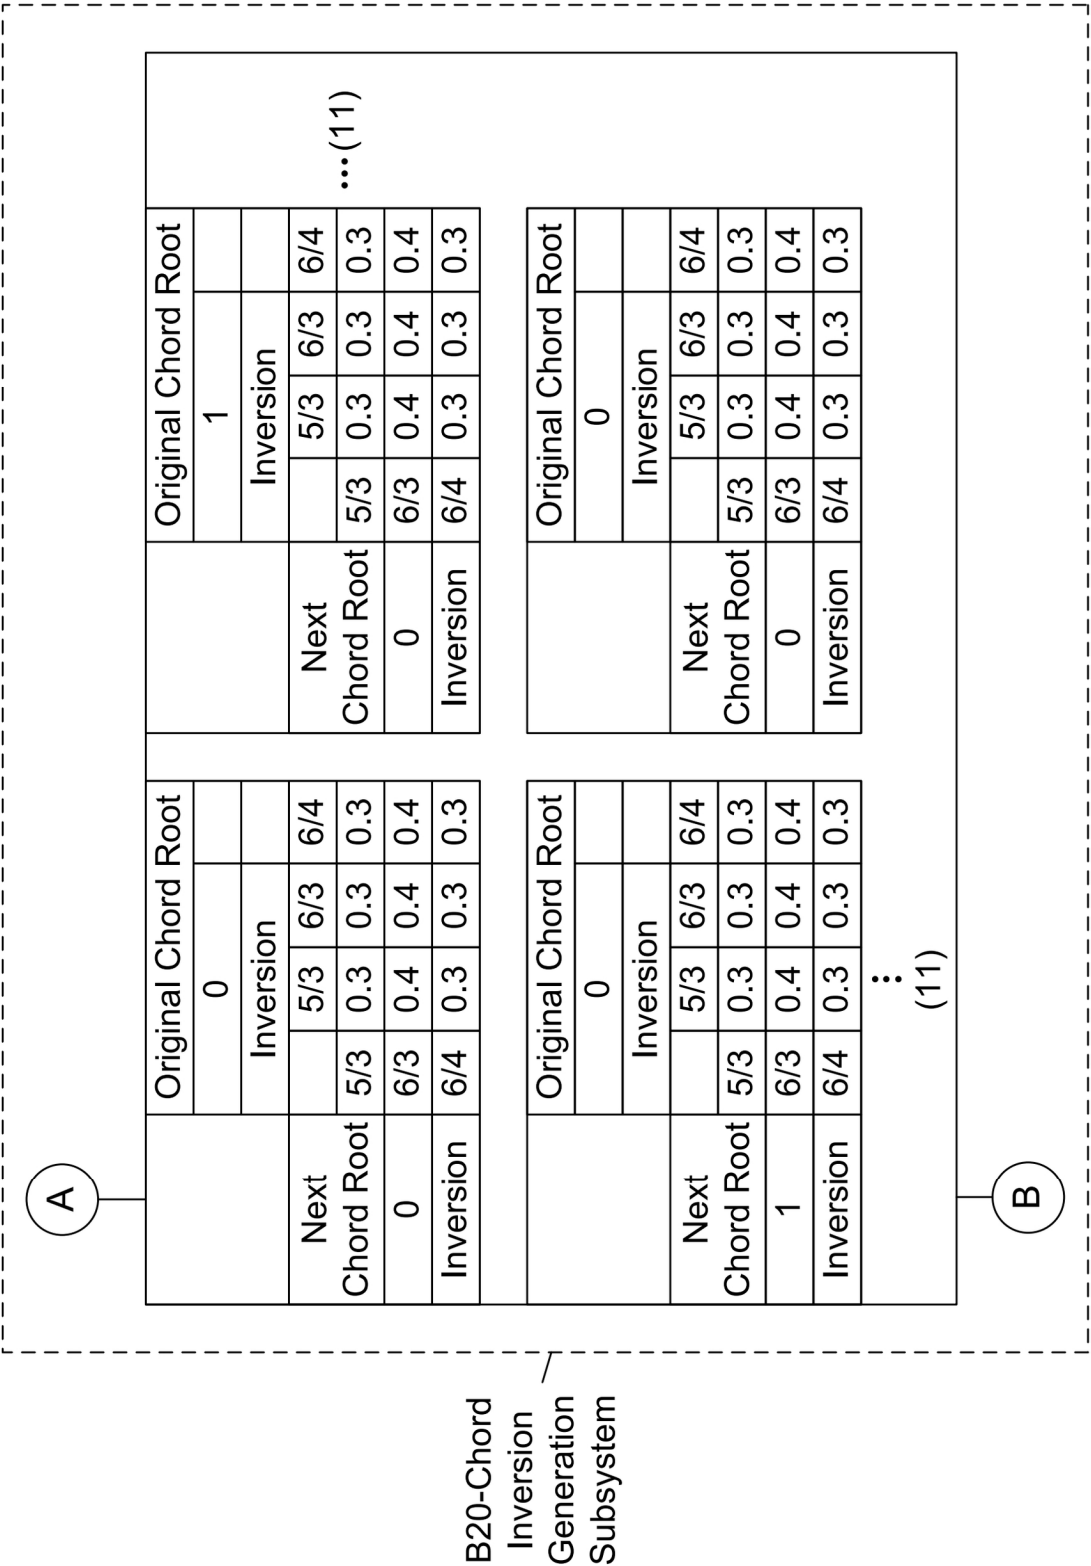 A
Original Chord Root
0
Inversion
5/3 6/3 6/4
Next
Chord Root
5/3 0.3 0.3 0.3
0 6/3 0.4 0.4 0.4
Inversion 6/4 0.3 0.3 0.3
Original Chord Root
1
Inversion
5/3 6/3 6/4
Next
Chord Root
5/3 0.3 0.3 0.3
0 6/3 0.4 0.4 0.4
Inversion 6/4 0.3 0.3 0.3
...(11)
B20-Chord
Inversion
Generation
Subsystem
Original Chord Root
0
Inversion
5/3 6/3 6/4
Next
Chord Root
5/3 0.3 0.3 0.3
1 6/3 0.4 0.4 0.4
Inversion 6/4 0.3 0.3 0.3
Original Chord Root
0
Inversion
5/3 6/3 6/4
Next
Chord Root
5/3 0.3 0.3 0.3
0 6/3 0.4 0.4 0.4
Inversion 6/4 0.3 0.3 0.3
⋮
(11)
B